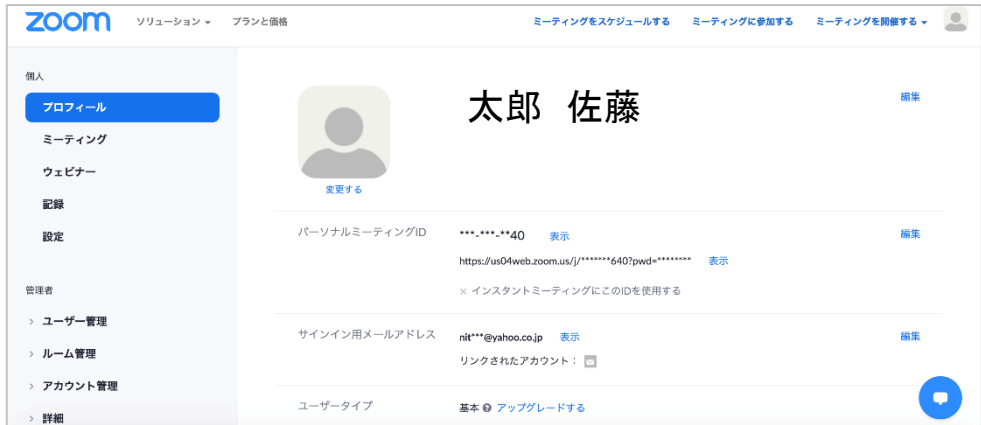 zoom ソリューション プランと価格 ミーティングをスケジュールする ミーティングに参加する ミーティングを開催する
個人
プロフィール
ミーティング
ウェビナー
記録
設定
管理者
ユーザー管理
ルーム管理
アカウント管理
詳細
太郎 佐藤 編集
変更する
パーソナルミーティングID ***-***-**40 表示 編集
https://us04web.zoom.us/j/*******640?pwd=******** 表示
× インスタントミーティングにこのIDを使用する
サインイン用メールアドレス nit***@yahoo.co.jp 表示 編集
リンクされたアカウント：
ユーザータイプ 基本 ? アップグレードする